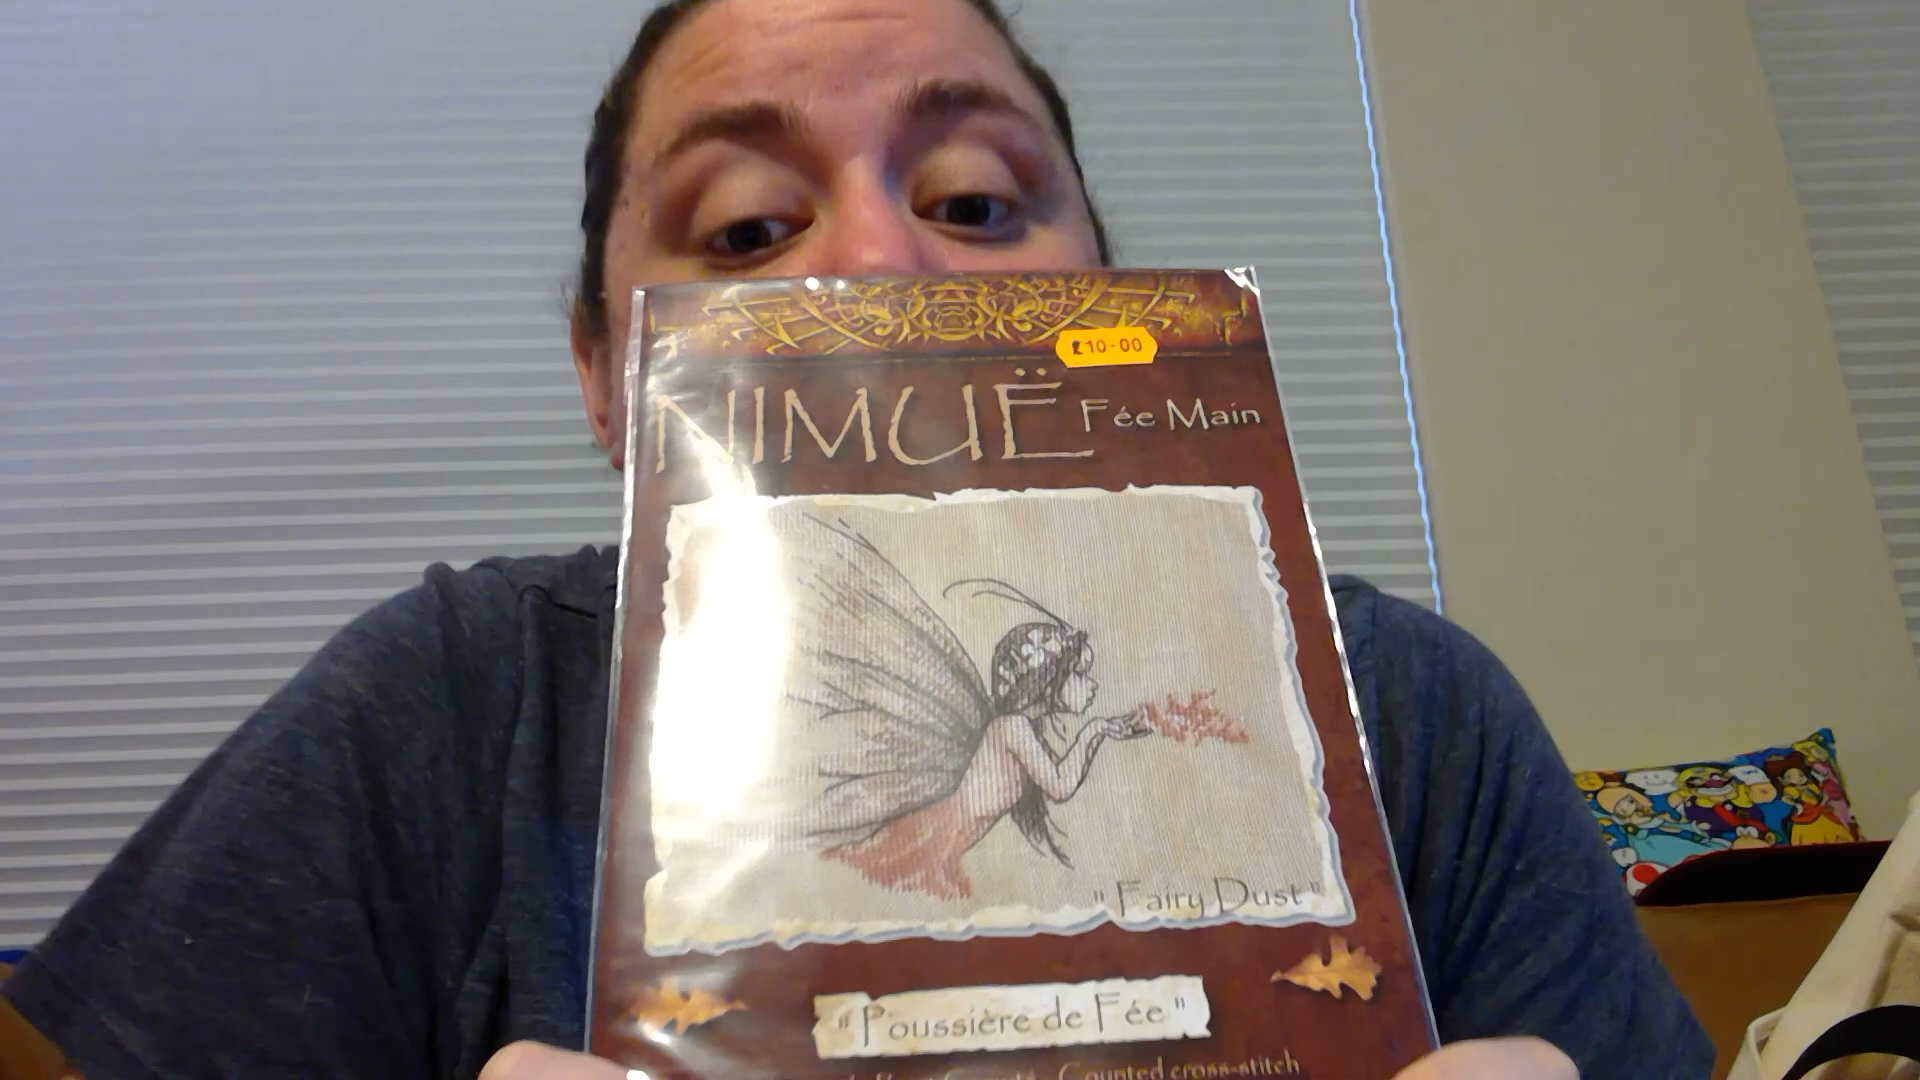 £10-00
NIMUË Fée Main
"Fairy Dust"
"Poussière de Fée"
Counted cross-stitch